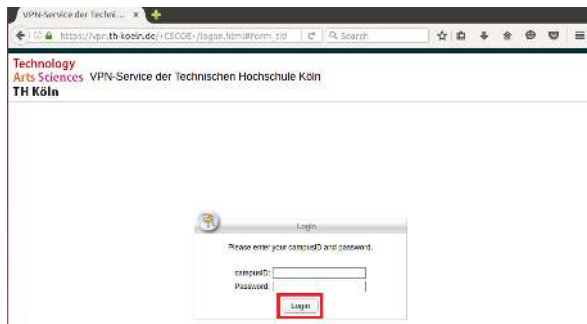 VPN-Service der Techni... ×
https://vpn.th-koeln.de/+CSCOE+/logon.html#form_tit
Search
Technology
Arts Sciences
TH Köln
VPN-Service der Technischen Hochschule Köln
Login
Please enter your campusID and password.
campusID:
Password:
Login